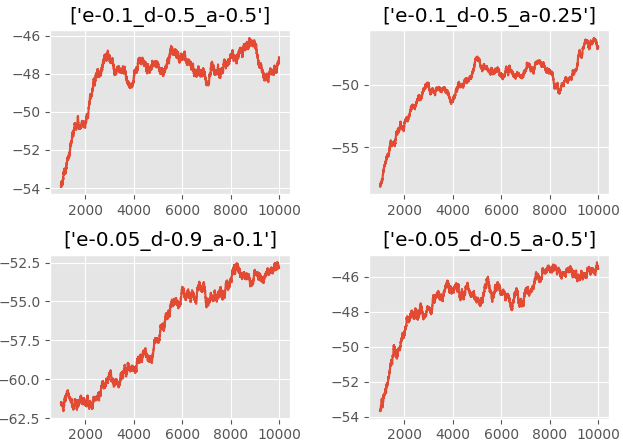 ['e-0.1_d-0.5_a-0.5']
['e-0.1_d-0.5_a-0.25']
−46
−48
−50
−52
−54
2000 4000 6000 8000 10000
−50
−55
2000 4000 6000 8000 10000
['e-0.05_d-0.9_a-0.1']
['e-0.05_d-0.5_a-0.5']
−52.5
−55.0
−57.5
−60.0
−62.5
2000 4000 6000 8000 10000
−46
−48
−50
−52
−54
2000 4000 6000 8000 10000